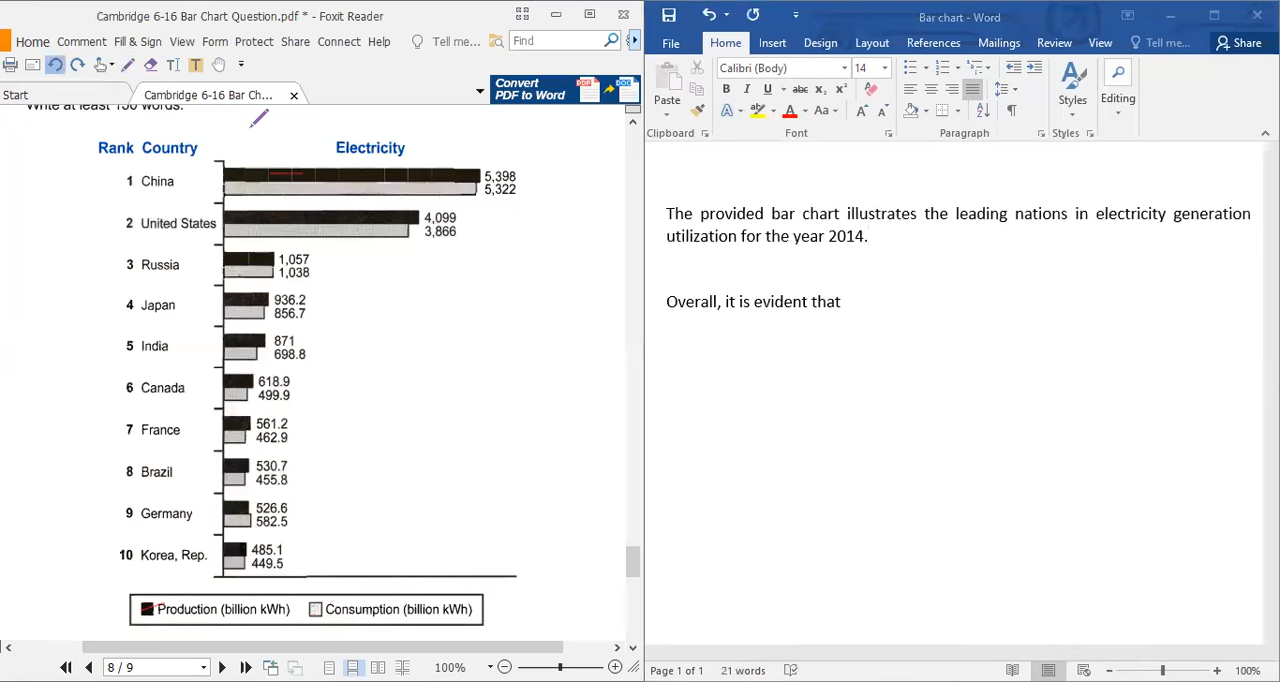 Cambridge 6-16 Bar Chart Question.pdf * - Foxit Reader
Home Comment Fill & Sign View Form Protect Share Connect Help Tell me... Find
Start Cambridge 6-16 Bar Ch... Convert PDF to Word
Rank Country Electricity
1 China 5,398
5,322
2 United States 4,099
3,866
3 Russia 1,057
1,038
4 Japan 936.2
856.7
5 India 871
698.8
6 Canada 618.9
499.9
7 France 561.2
462.9
8 Brazil 530.7
455.8
9 Germany 526.6
582.5
10 Korea, Rep. 485.1
449.5
Production (billion kWh) Consumption (billion kWh)
8 / 9 100%
Bar chart - Word
File Home Insert Design Layout References Mailings Review View Tell me... Share
Calibri (Body) 14
Paste Styles Editing
Clipboard Font Paragraph Styles
The provided bar chart illustrates the leading nations in electricity generation
utilization for the year 2014.
Overall, it is evident that
Page 1 of 1 21 words 100%